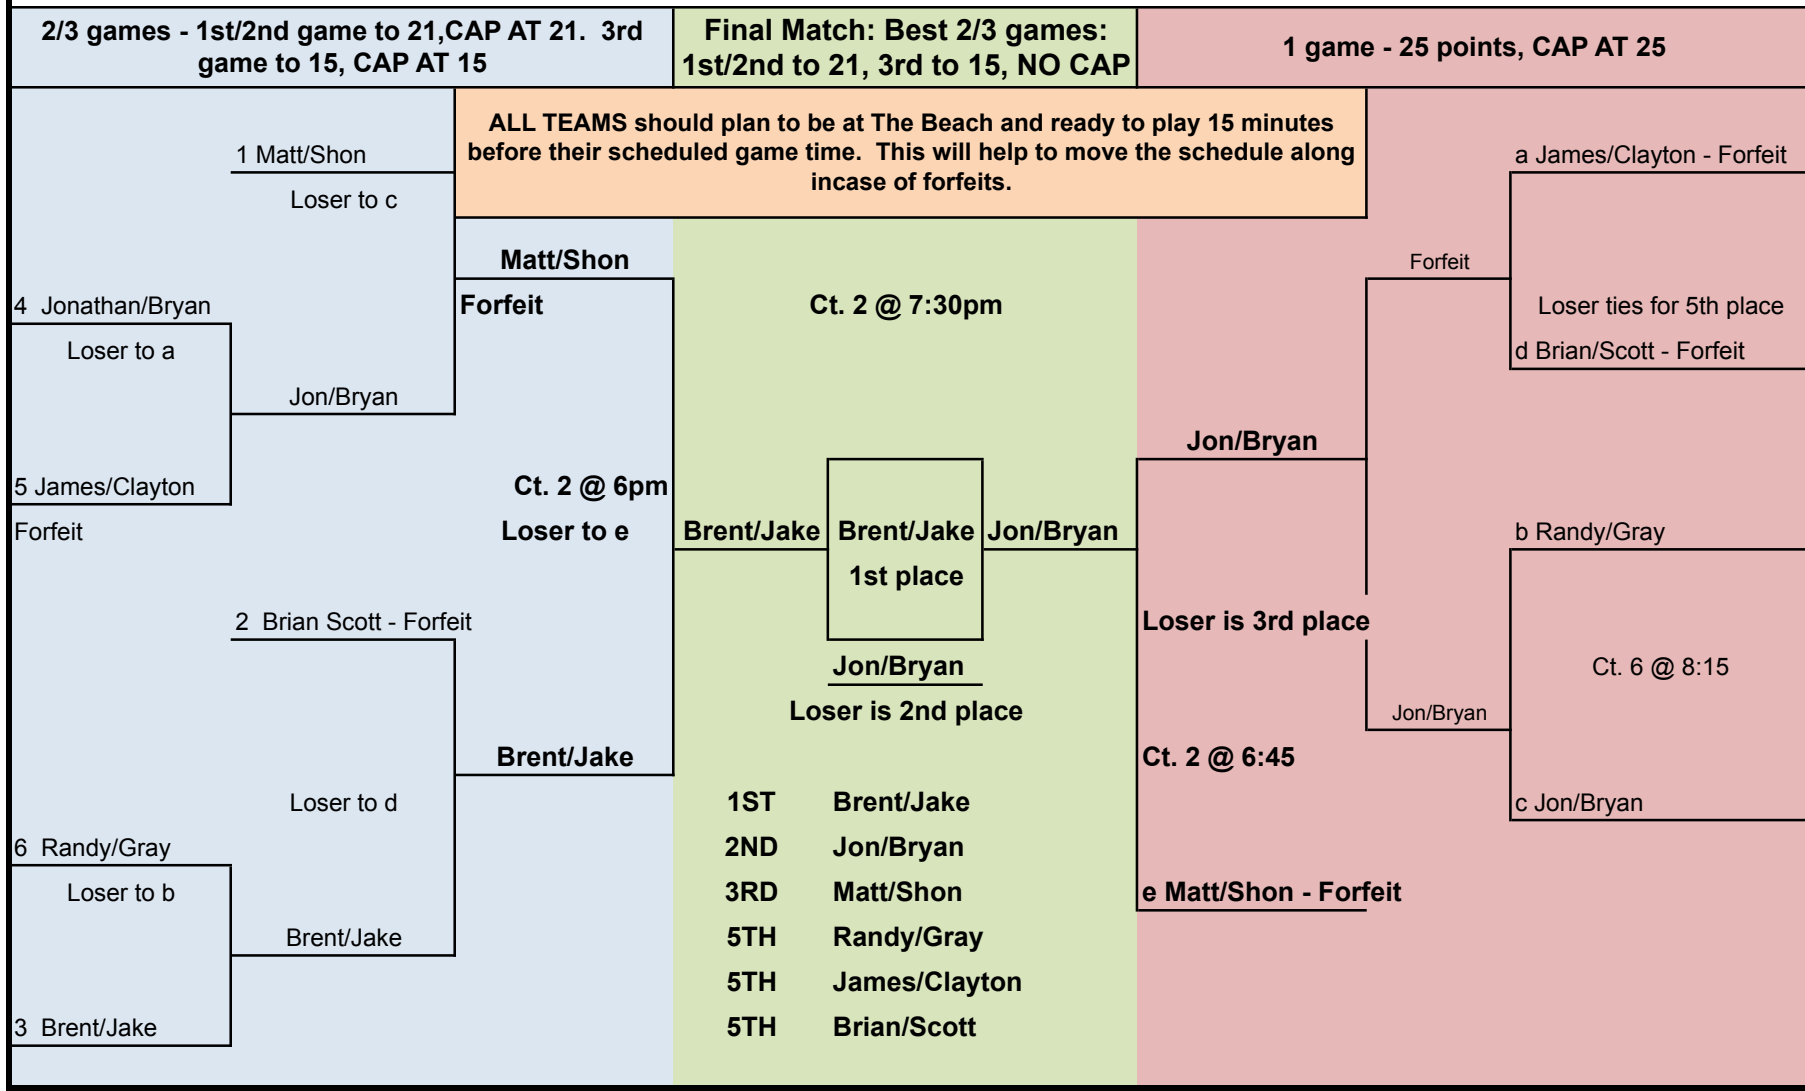 2/3 games - 1st/2nd game to 21,CAP AT 21.  3rd
game to 15, CAP AT 15
Final Match: Best 2/3 games:
1st/2nd to 21, 3rd to 15, NO CAP
1 game - 25 points, CAP AT 25
ALL TEAMS should plan to be at The Beach and ready to play 15 minutes
before their scheduled game time.  This will help to move the schedule along
incase of forfeits.
1 Matt/Shon
Loser to c
Matt/Shon
4  Jonathan/Bryan
Forfeit
Loser to a
Jon/Bryan
5 James/Clayton
Ct. 2 @ 6pm
Forfeit
Loser to e
2  Brian Scott - Forfeit
Brent/Jake
Loser to d
6  Randy/Gray
Loser to b
Brent/Jake
3  Brent/Jake
Ct. 2 @ 7:30pm
Brent/Jake
Brent/Jake
Jon/Bryan
1st place
Jon/Bryan
Loser is 2nd place
1ST Brent/Jake
2ND Jon/Bryan
3RD Matt/Shon
5TH Randy/Gray
5TH James/Clayton
5TH Brian/Scott
a James/Clayton - Forfeit
Forfeit
Loser ties for 5th place
d Brian/Scott - Forfeit
Jon/Bryan
b Randy/Gray
Loser is 3rd place
Ct. 6 @ 8:15
Jon/Bryan
Ct. 2 @ 6:45
c Jon/Bryan
e Matt/Shon - Forfeit